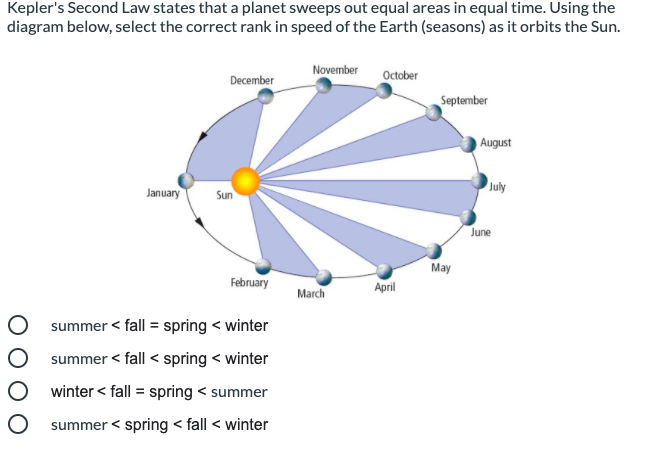 Kepler's Second Law states that a planet sweeps out equal areas in equal time. Using the
diagram below, select the correct rank in speed of the Earth (seasons) as it orbits the Sun.
November
October
December
September
August
July
January
Sun
June
May
February
April
March
summer < fall = spring < winter
summer < fall < spring < winter
winter < fall = spring < summer
summer < spring < fall < winter